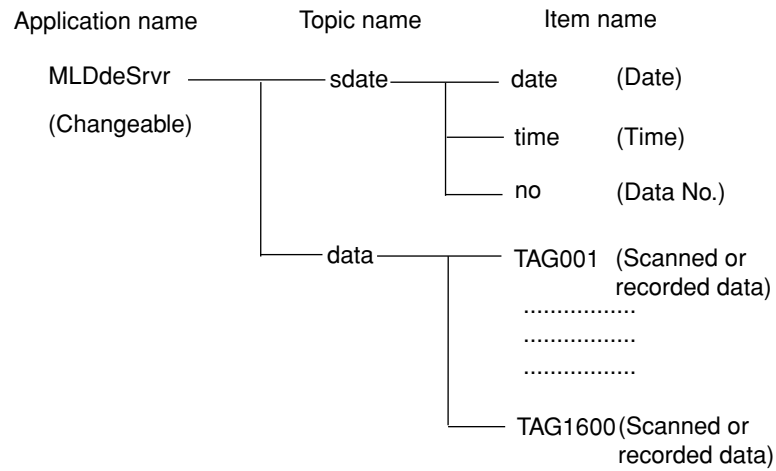 Application name Topic name Item name
MLDdeSrvr sdate date (Date)
(Changeable) time (Time)
no (Data No.)
data TAG001 (Scanned or
recorded data)
.................
.................
.................
TAG1600 (Scanned or
recorded data)